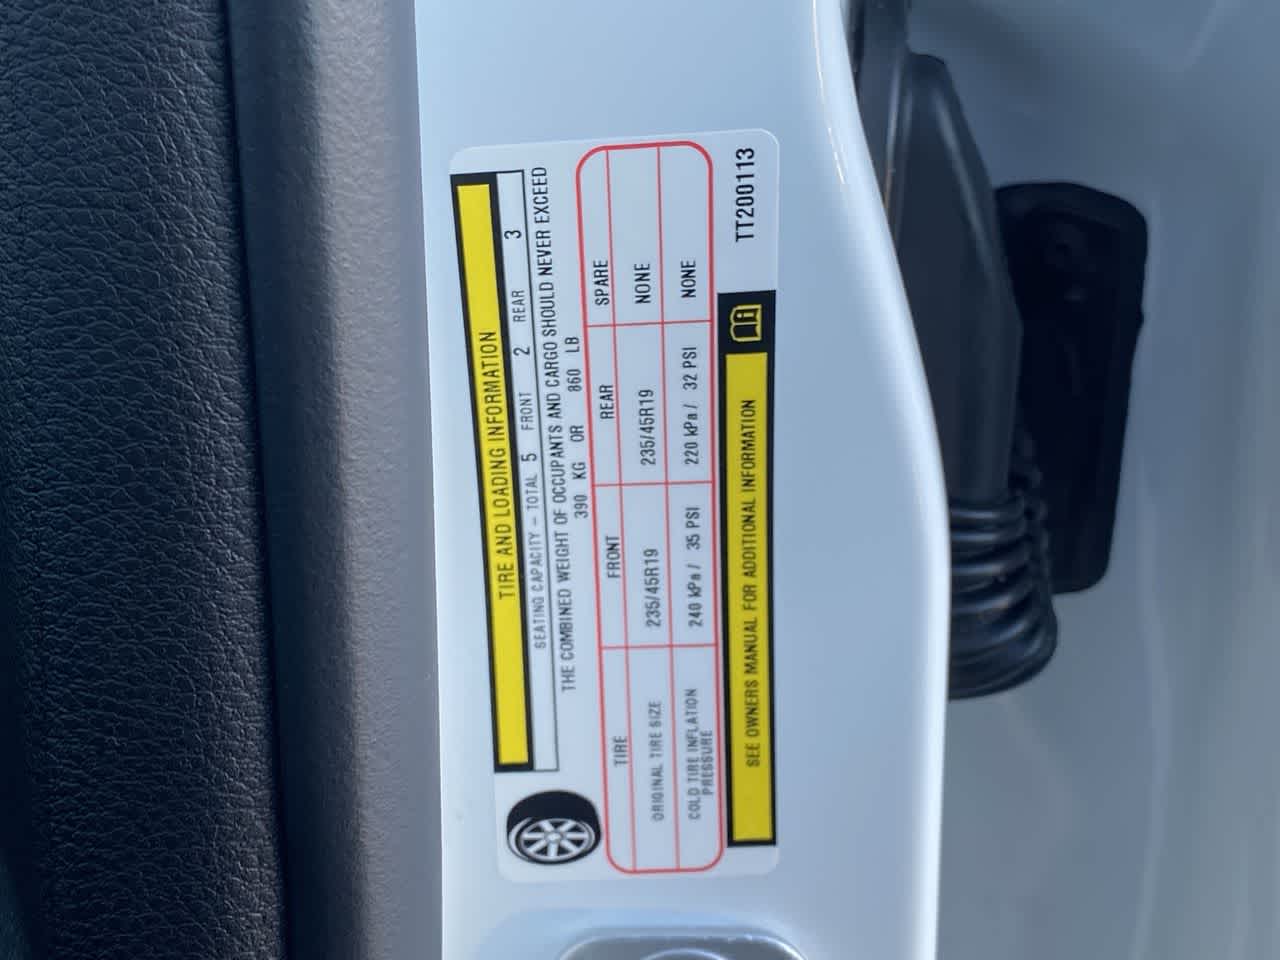 TIRE AND LOADING INFORMATION
SEATING CAPACITY – TOTAL 5 FRONT 2 REAR 3
THE COMBINED WEIGHT OF OCCUPANTS AND CARGO SHOULD NEVER EXCEED
390 KG OR 860 LB
TIRE FRONT REAR SPARE
ORIGINAL TIRE SIZE 235/45R19 235/45R19 NONE
COLD TIRE INFLATION PRESSURE 240 kPa/ 35 PSI 220 kPa/ 32 PSI NONE
SEE OWNERS MANUAL FOR ADDITIONAL INFORMATION
TT200113